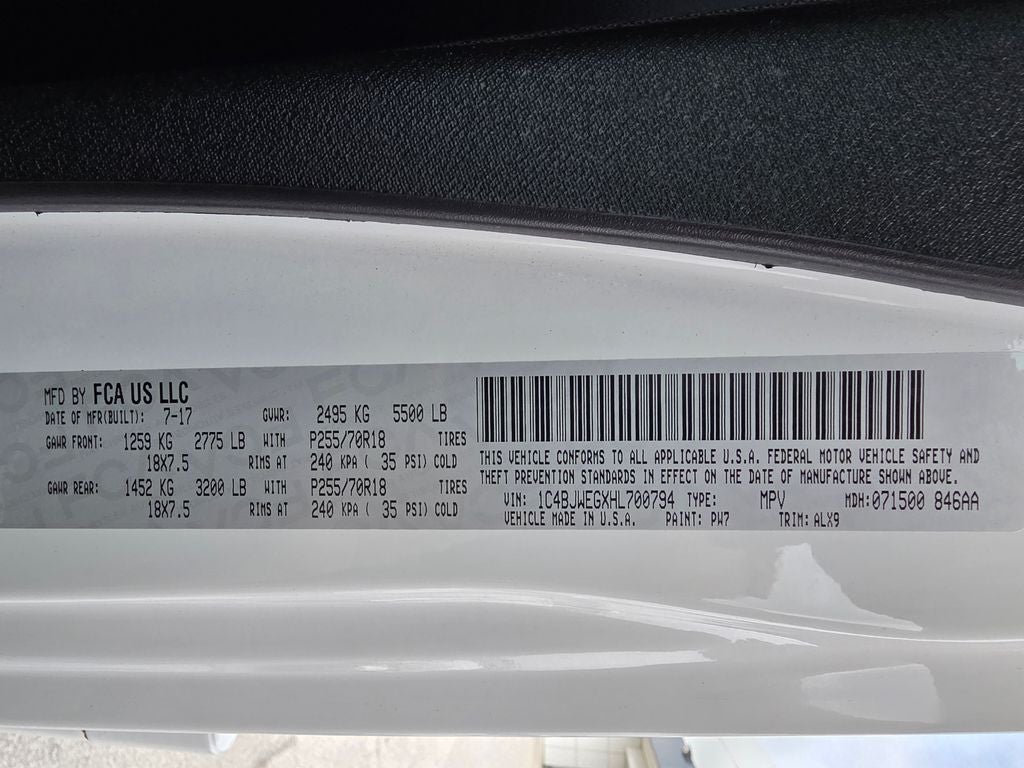 MFD BY FCA US LLC
DATE OF MFR(BUILT): 7-17 GVWR: 2495 KG 5500 LB
GAWR FRONT: 1259 KG 2775 LB WITH P255/70R18 TIRES
18X7.5 RIMS AT 240 KPA ( 35 PSI) COLD
GAWR REAR: 1452 KG 3200 LB WITH P255/70R18 TIRES
18X7.5 RIMS AT 240 KPA ( 35 PSI) COLD
THIS VEHICLE CONFORMS TO ALL APPLICABLE U.S.A. FEDERAL MOTOR VEHICLE SAFETY AND
THEFT PREVENTION STANDARDS IN EFFECT ON THE DATE OF MANUFACTURE SHOWN ABOVE.
VIN: 1C4BJWEGXHL700794 TYPE: MPV MDH: 071500 846AA
VEHICLE MADE IN U.S.A. PAINT: PW7 TRIM: ALX9